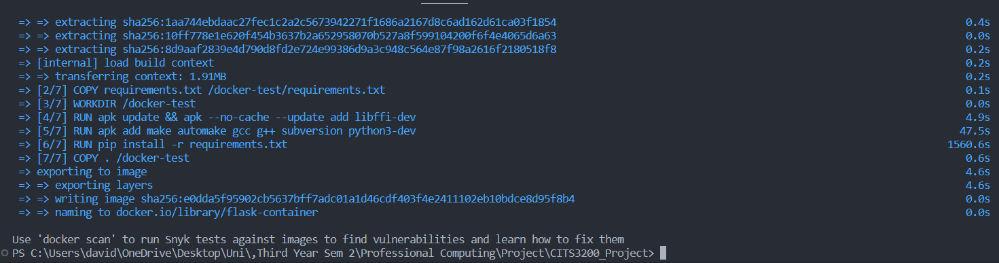 => => extracting sha256:1aa744ebdaac27fec1c2a2c5673942271f1686a2167d8c6ad162d61ca03f1854 0.4s
=> => extracting sha256:10ff778e1e620f454b3637b2a652958070b527a8f599104200f6f4e4065d6a63 0.0s
=> => extracting sha256:8d9aaf2839e4d790d8fd2e724e99386d9a3c948c564e87f98a2616f2180518f8 0.2s
=> [internal] load build context 0.2s
=> => transferring context: 1.91MB 0.2s
=> [2/7] COPY requirements.txt /docker-test/requirements.txt 0.1s
=> [3/7] WORKDIR /docker-test 0.0s
=> [4/7] RUN apk update && apk --no-cache --update add libffi-dev 4.9s
=> [5/7] RUN apk add make automake gcc g++ subversion python3-dev 47.5s
=> [6/7] RUN pip install -r requirements.txt 1560.6s
=> [7/7] COPY . /docker-test 0.6s
=> exporting to image 4.6s
=> => exporting layers 4.6s
=> => writing image sha256:e0dda5f95902cb5637bff7adc01a1d46cdf403f4e2411102eb10bdce8d95f8b4 0.0s
=> => naming to docker.io/library/flask-container 0.0s
Use 'docker scan' to run Snyk tests against images to find vulnerabilities and learn how to fix them
PS C:\Users\david\OneDrive\Desktop\Uni\,Third Year Sem 2\Professional Computing\Project\CITS3200_Project>